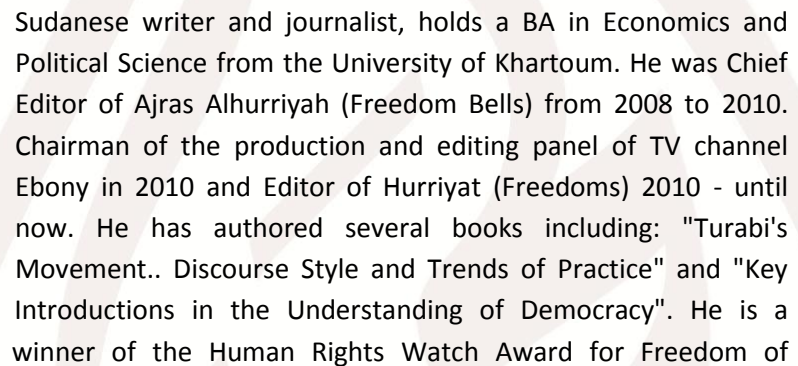 Sudanese writer and journalist, holds a BA in Economics and
Political Science from the University of Khartoum. He was Chief
Editor of Ajras Alhurriyah (Freedom Bells) from 2008 to 2010.
Chairman of the production and editing panel of TV channel
Ebony in 2010 and Editor of Hurriyat (Freedoms) 2010 - until
now. He has authored several books including: "Turabi's
Movement.. Discourse Style and Trends of Practice" and "Key
Introductions in the Understanding of Democracy". He is a
winner of the Human Rights Watch Award for Freedom of